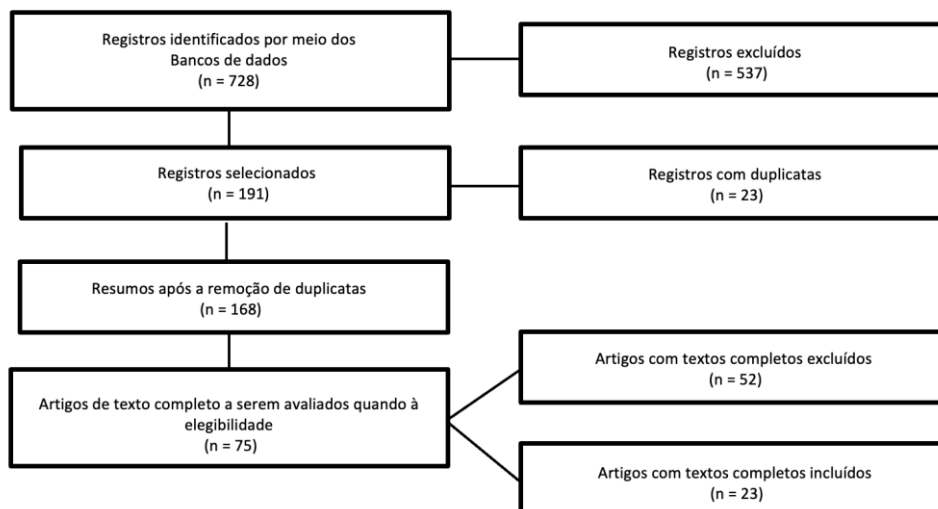 Registros identificados por meio dos
Bancos de dados
(n = 728)
Registros excluídos
(n = 537)
Registros selecionados
(n = 191)
Registros com duplicatas
(n = 23)
Resumos após a remoção de duplicatas
(n = 168)
Artigos de texto completo a serem avaliados quando à
elegibilidade
(n = 75)
Artigos com textos completos excluídos
(n = 52)
Artigos com textos completos incluídos
(n = 23)